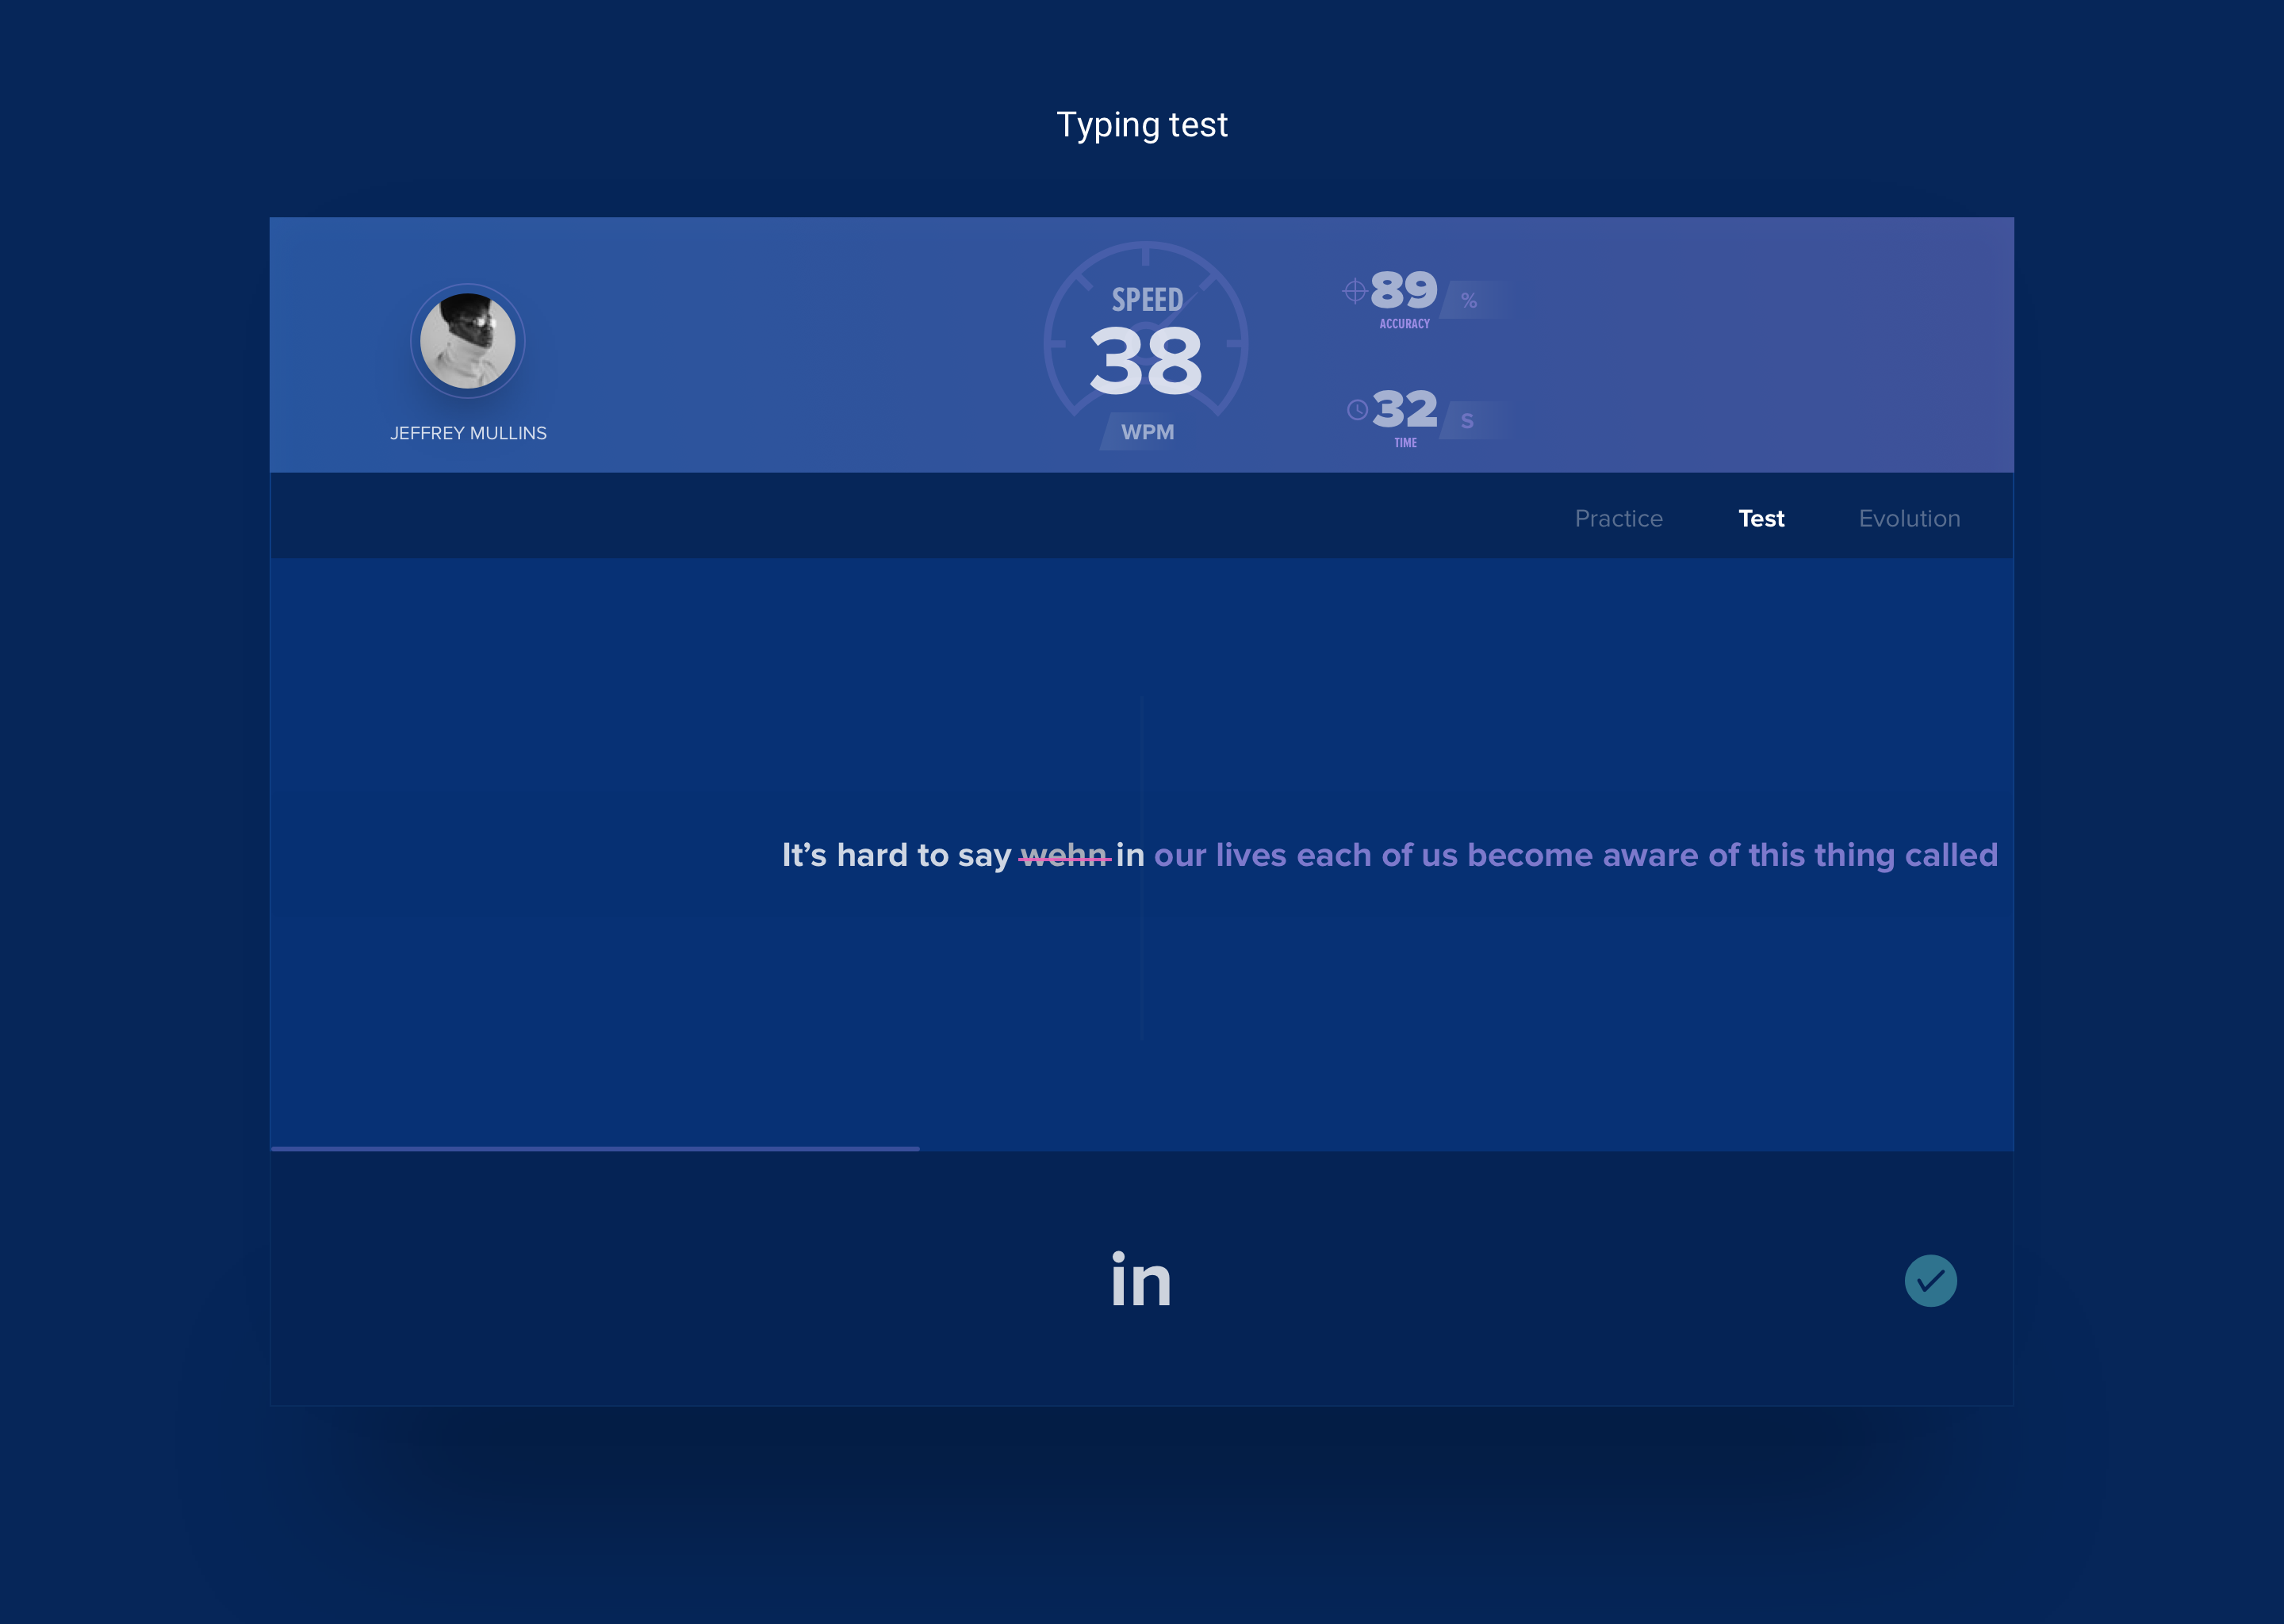 Typing test
SPEED
38
WPM
89 %
ACCURACY
32 S
TIME
JEFFREY MULLINS
Practice Test Evolution
It’s hard to say wehn in our lives each of us become aware of this thing called
in